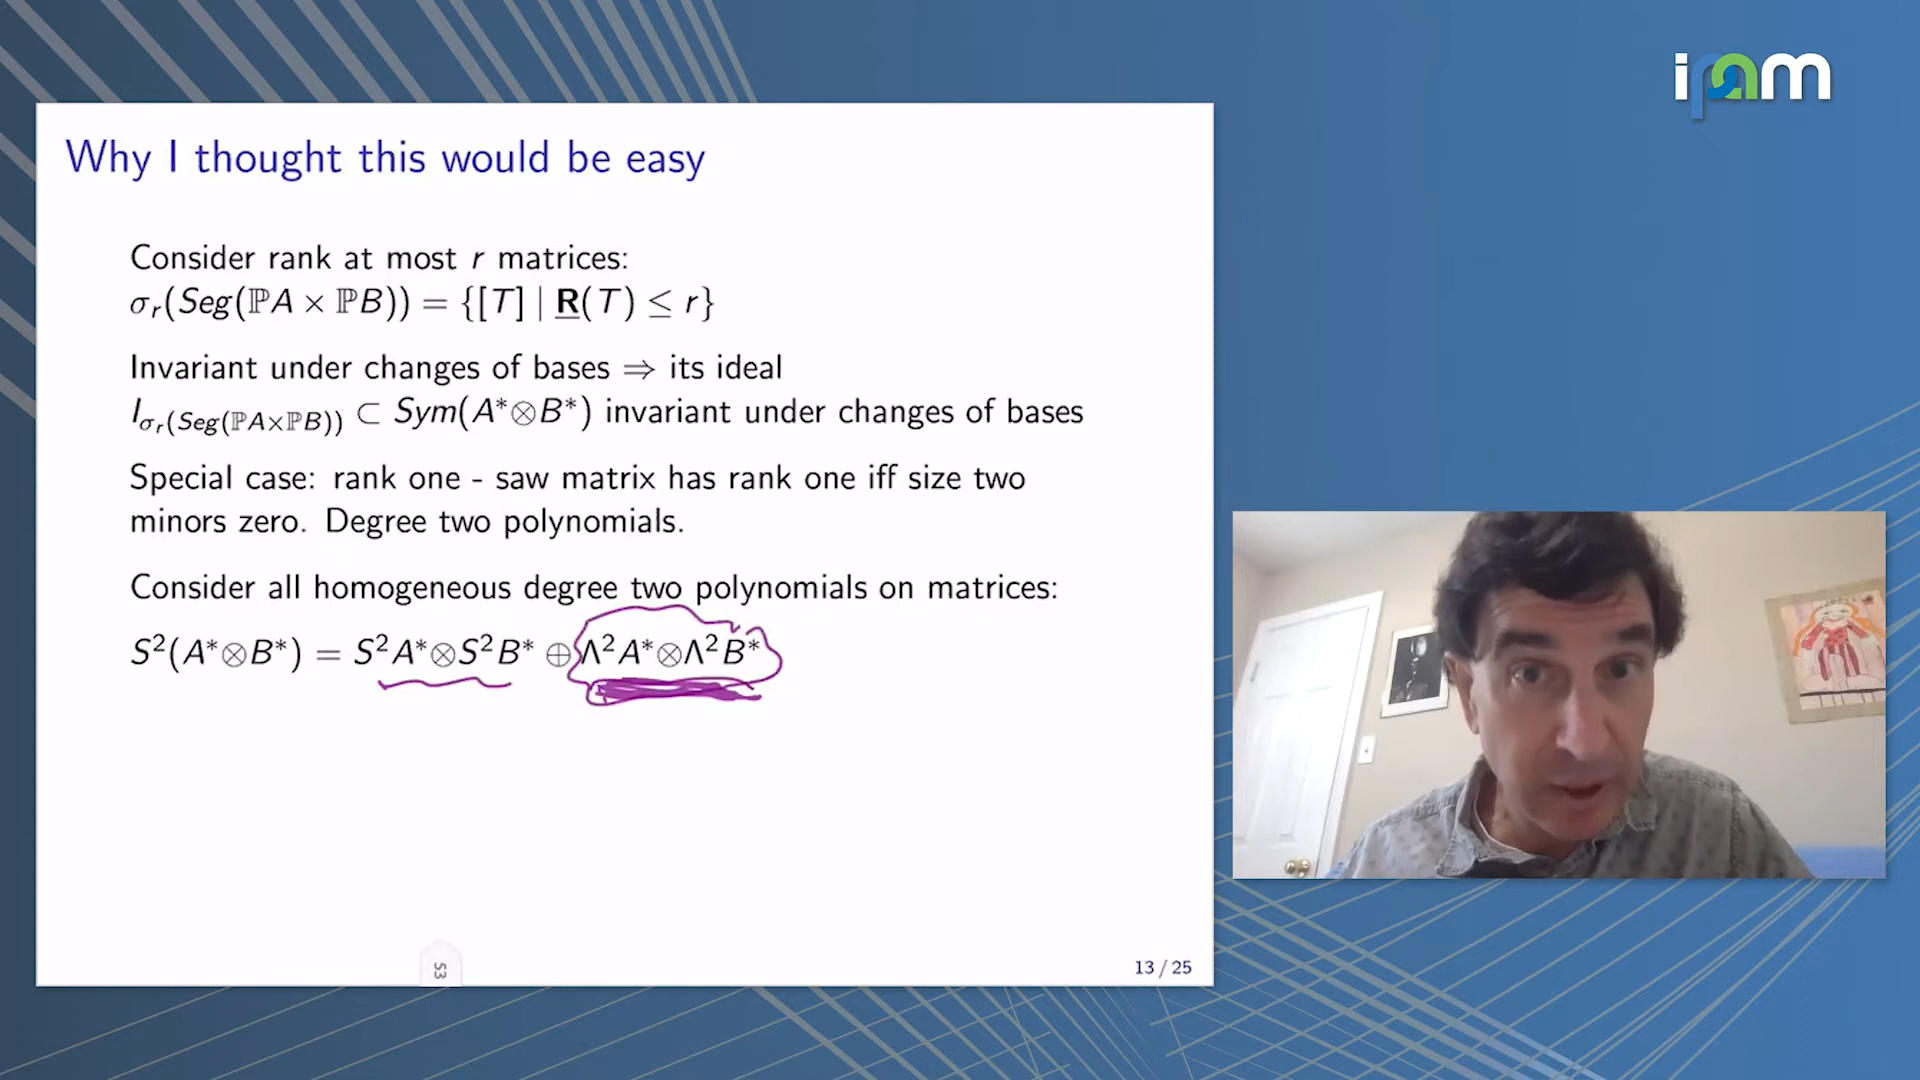 ipam
Why I thought this would be easy
Consider rank at most r matrices:
σᵣ(Seg(ℙA × ℙB)) = {[T] | R̲(T) ≤ r}
Invariant under changes of bases ⇒ its ideal
I_{σᵣ(Seg(ℙA×ℙB))} ⊂ Sym(A*⊗B*) invariant under changes of bases
Special case: rank one - saw matrix has rank one iff size two
minors zero. Degree two polynomials.
Consider all homogeneous degree two polynomials on matrices:
S²(A*⊗B*) = S²A*⊗S²B* ⊕ Λ²A*⊗Λ²B*
53
13 / 25